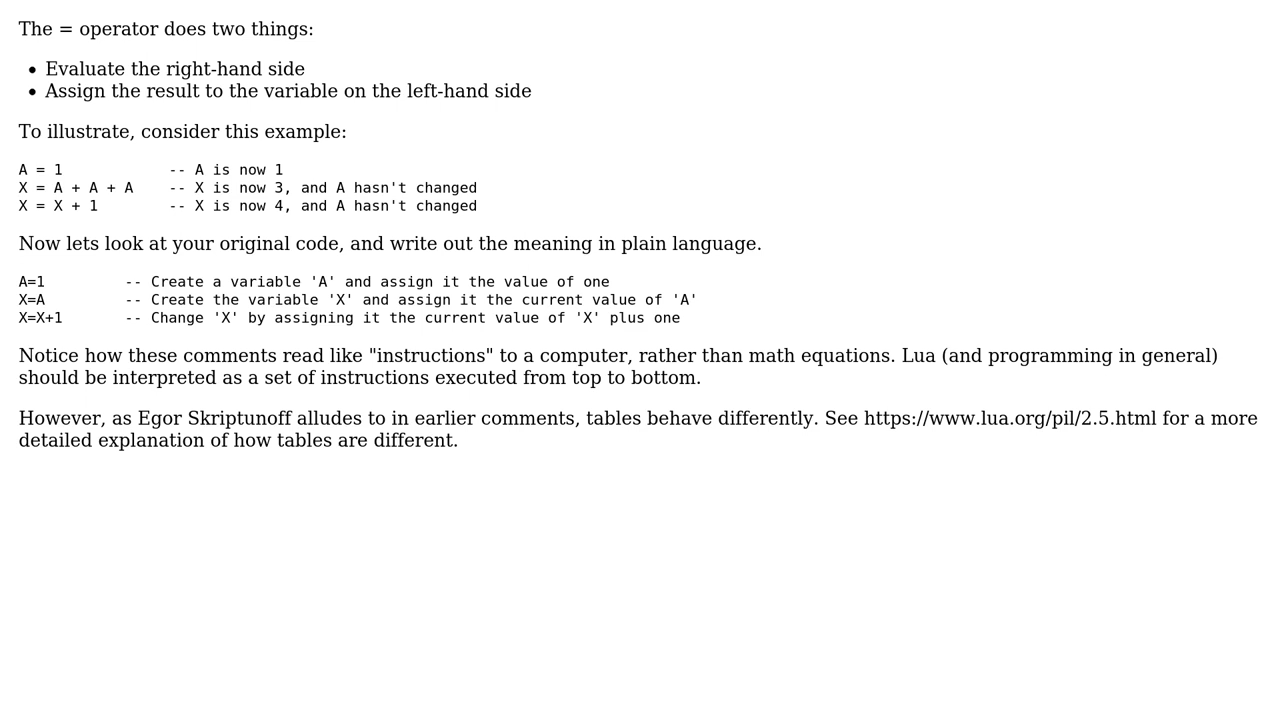 The = operator does two things:
• Evaluate the right-hand side
• Assign the result to the variable on the left-hand side
To illustrate, consider this example:
A = 1            -- A is now 1
X = A + A + A    -- X is now 3, and A hasn't changed
X = X + 1        -- X is now 4, and A hasn't changed
Now lets look at your original code, and write out the meaning in plain language.
A=1         -- Create a variable 'A' and assign it the value of one
X=A         -- Create the variable 'X' and assign it the current value of 'A'
X=X+1       -- Change 'X' by assigning it the current value of 'X' plus one
Notice how these comments read like "instructions" to a computer, rather than math equations. Lua (and programming in general)
should be interpreted as a set of instructions executed from top to bottom.
However, as Egor Skriptunoff alludes to in earlier comments, tables behave differently. See https://www.lua.org/pil/2.5.html for a more
detailed explanation of how tables are different.